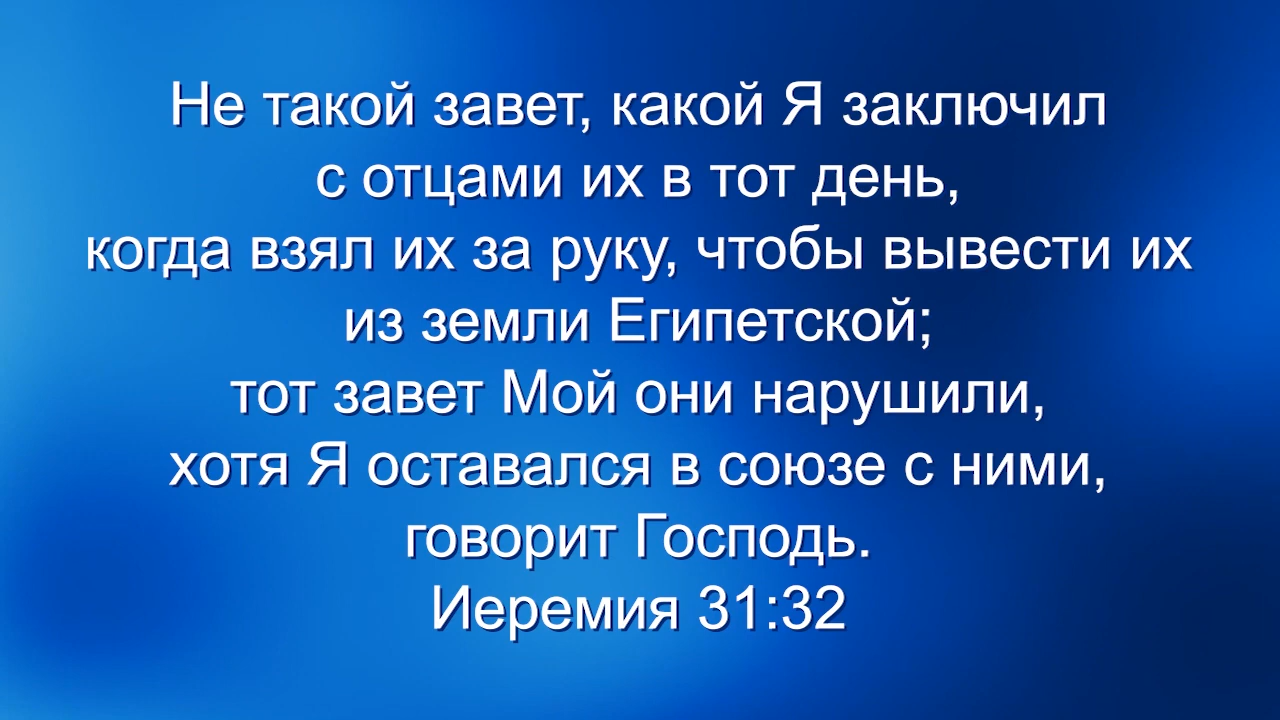 Не такой завет, какой Я заключил
с отцами их в тот день,
когда взял их за руку, чтобы вывести их
из земли Египетской;
тот завет Мой они нарушили,
хотя Я оставался в союзе с ними,
говорит Господь.
Иеремия 31:32